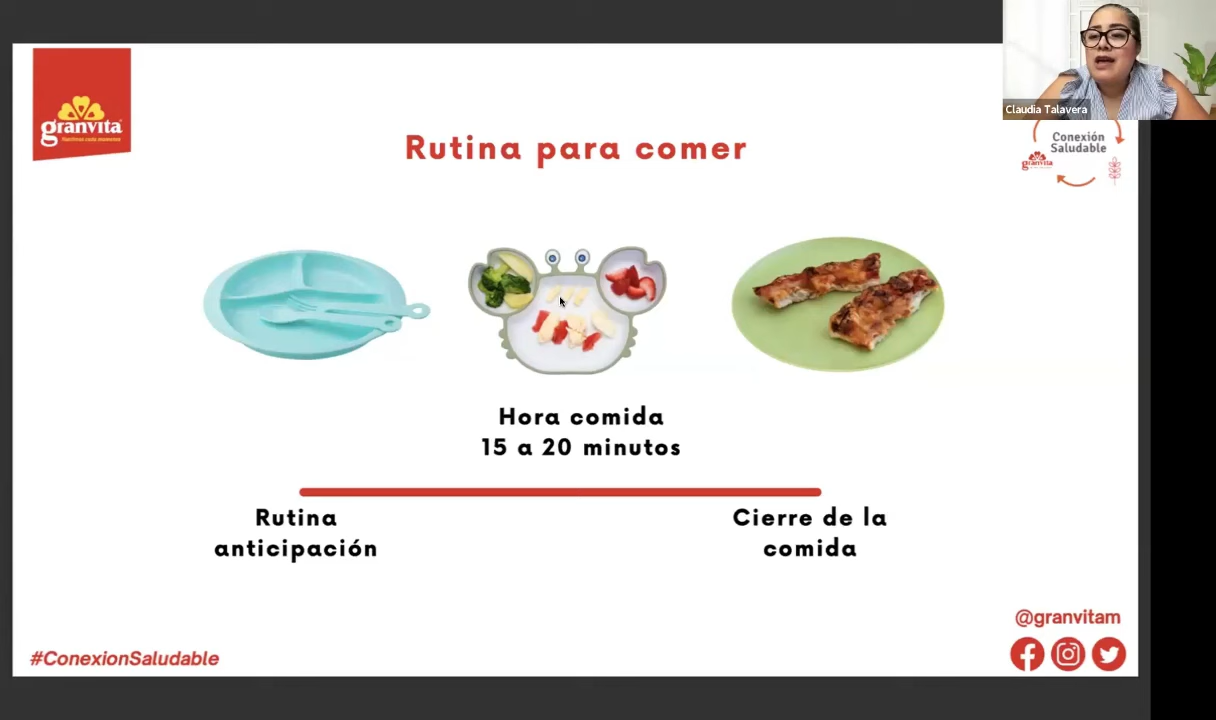 Claudia Talavera
granvita
Rutina para comer
Conexión
Saludable
granvita
Hora comida
15 a 20 minutos
Rutina
anticipación
Cierre de la
comida
@granvitam
#ConexionSaludable